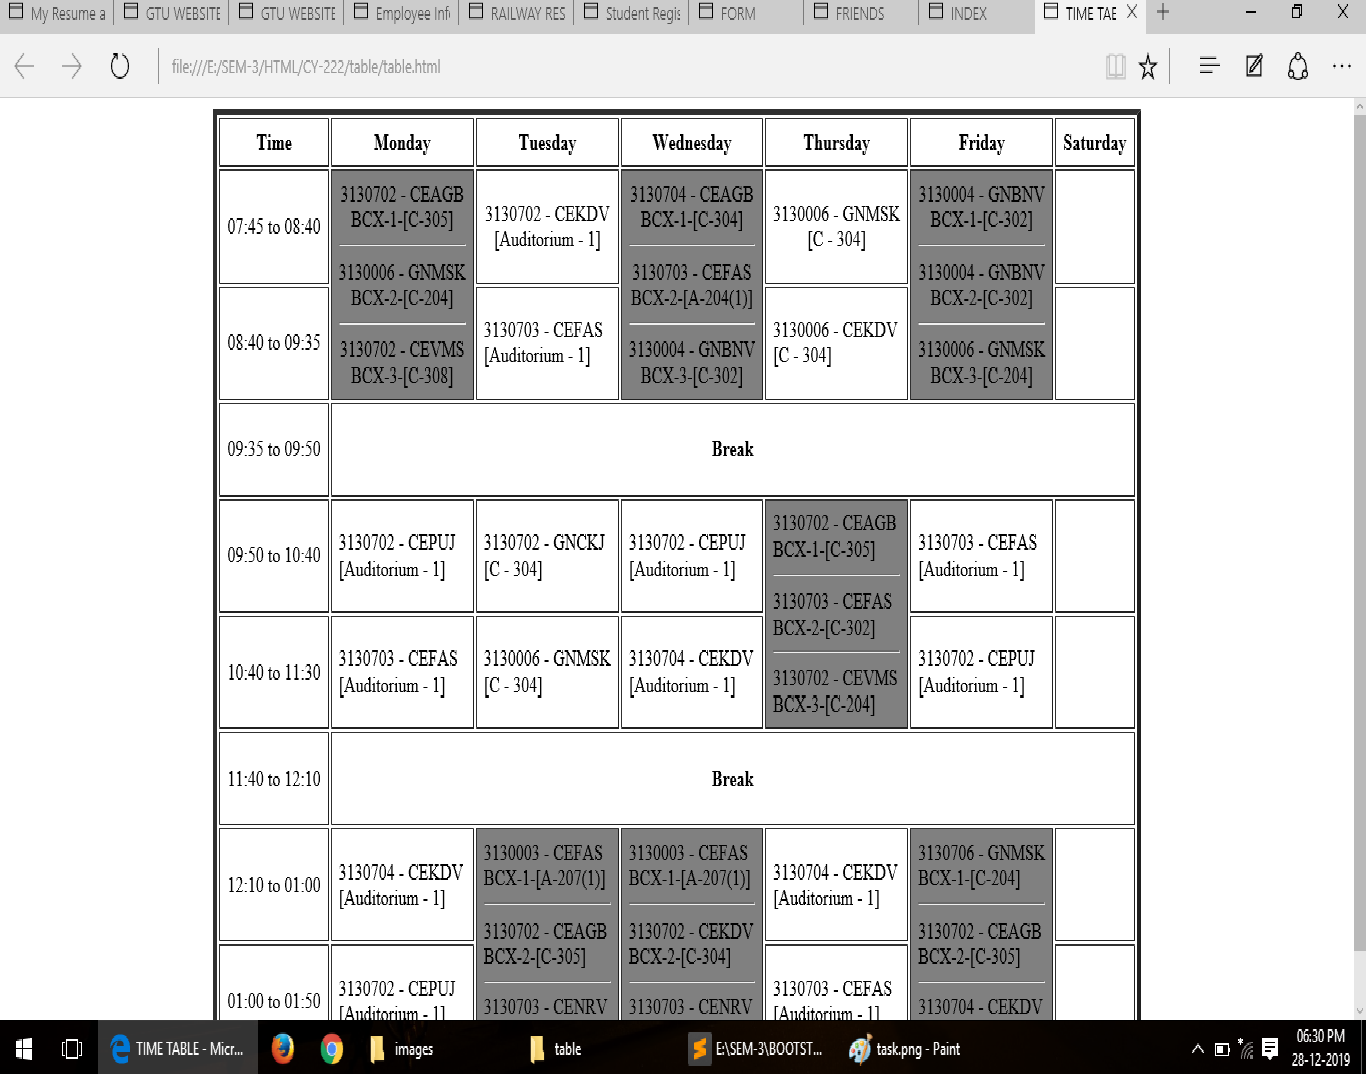 My Resume a
GTU WEBSITE
GTU WEBSITE
Employee Inf
RAILWAY RES
Student Regis
FORM
FRIENDS
INDEX
TIME TAE
file:///E:/SEM-3/HTML/CY-222/table/table.html
Time Monday Tuesday Wednesday Thursday Friday Saturday
07:45 to 08:40
3130702 - CEAGB
BCX-1-[C-305]
3130006 - GNMSK
BCX-2-[C-204]
3130702 - CEVMS
BCX-3-[C-308]
3130702 - CEKDV
[Auditorium - 1]
3130704 - CEAGB
BCX-1-[C-304]
3130703 - CEFAS
BCX-2-[A-204(1)]
3130004 - GNBNV
BCX-3-[C-302]
3130006 - GNMSK
[C - 304]
3130004 - GNBNV
BCX-1-[C-302]
3130004 - GNBNV
BCX-2-[C-302]
3130006 - GNMSK
BCX-3-[C-204]
08:40 to 09:35
3130703 - CEFAS
[Auditorium - 1]
3130006 - CEKDV
[C - 304]
09:35 to 09:50
Break
09:50 to 10:40
3130702 - CEPUJ
[Auditorium - 1]
3130702 - GNCKJ
[C - 304]
3130702 - CEPUJ
[Auditorium - 1]
3130702 - CEAGB
BCX-1-[C-305]
3130703 - CEFAS
BCX-2-[C-302]
3130702 - CEVMS
BCX-3-[C-204]
3130703 - CEFAS
[Auditorium - 1]
10:40 to 11:30
3130703 - CEFAS
[Auditorium - 1]
3130006 - GNMSK
[C - 304]
3130704 - CEKDV
[Auditorium - 1]
3130702 - CEPUJ
[Auditorium - 1]
11:40 to 12:10
Break
12:10 to 01:00
3130704 - CEKDV
[Auditorium - 1]
3130003 - CEFAS
BCX-1-[A-207(1)]
3130702 - CEAGB
BCX-2-[C-305]
3130703 - CENRV
3130003 - CEFAS
BCX-1-[A-207(1)]
3130702 - CEKDV
BCX-2-[C-304]
3130703 - CENRV
3130704 - CEKDV
[Auditorium - 1]
3130706 - GNMSK
BCX-1-[C-204]
3130702 - CEAGB
BCX-2-[C-305]
3130704 - CEKDV
01:00 to 01:50
3130702 - CEPUJ
[Auditorium - 1]
3130703 - CEFAS
[Auditorium - 1]
TIME TABLE - Micr...
images
table
E:\SEM-3\BOOTST...
task.png - Paint
06:30 PM
28-12-2019